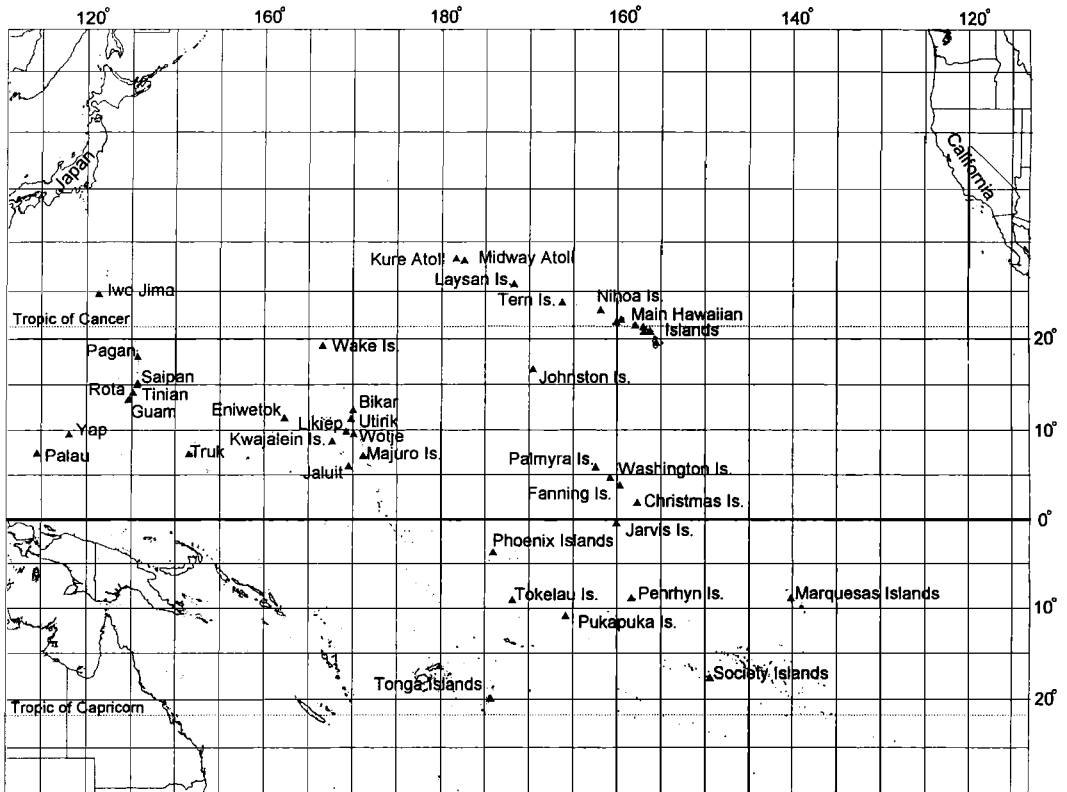 120° 160° 180° 160° 140° 120°
Japan
California
Kure Atoll Midway Atoll
Laysan Is.
Iwo Jima
Tern Is. Nihoa Is.
Tropic of Cancer
Main Hawaiian
Islands
20°
Pagan
Wake Is.
Johnston Is.
Saipan
Rota Tinian
Guam
Eniwetok Bikar
Likiep Utirik
Yap
Kwajalein Is. Wotje
10°
Palau
Truk
Majuro Is.
Jaluit
Palmyra Is.
Washington Is.
Fanning Is.
Christmas Is.
0°
Jarvis Is.
Phoenix Islands
Tokelau Is. Penrhyn Is. Marquesas Islands
10°
Pukapuka Is.
Society Islands
Tonga Islands
20°
Tropic of Capricorn